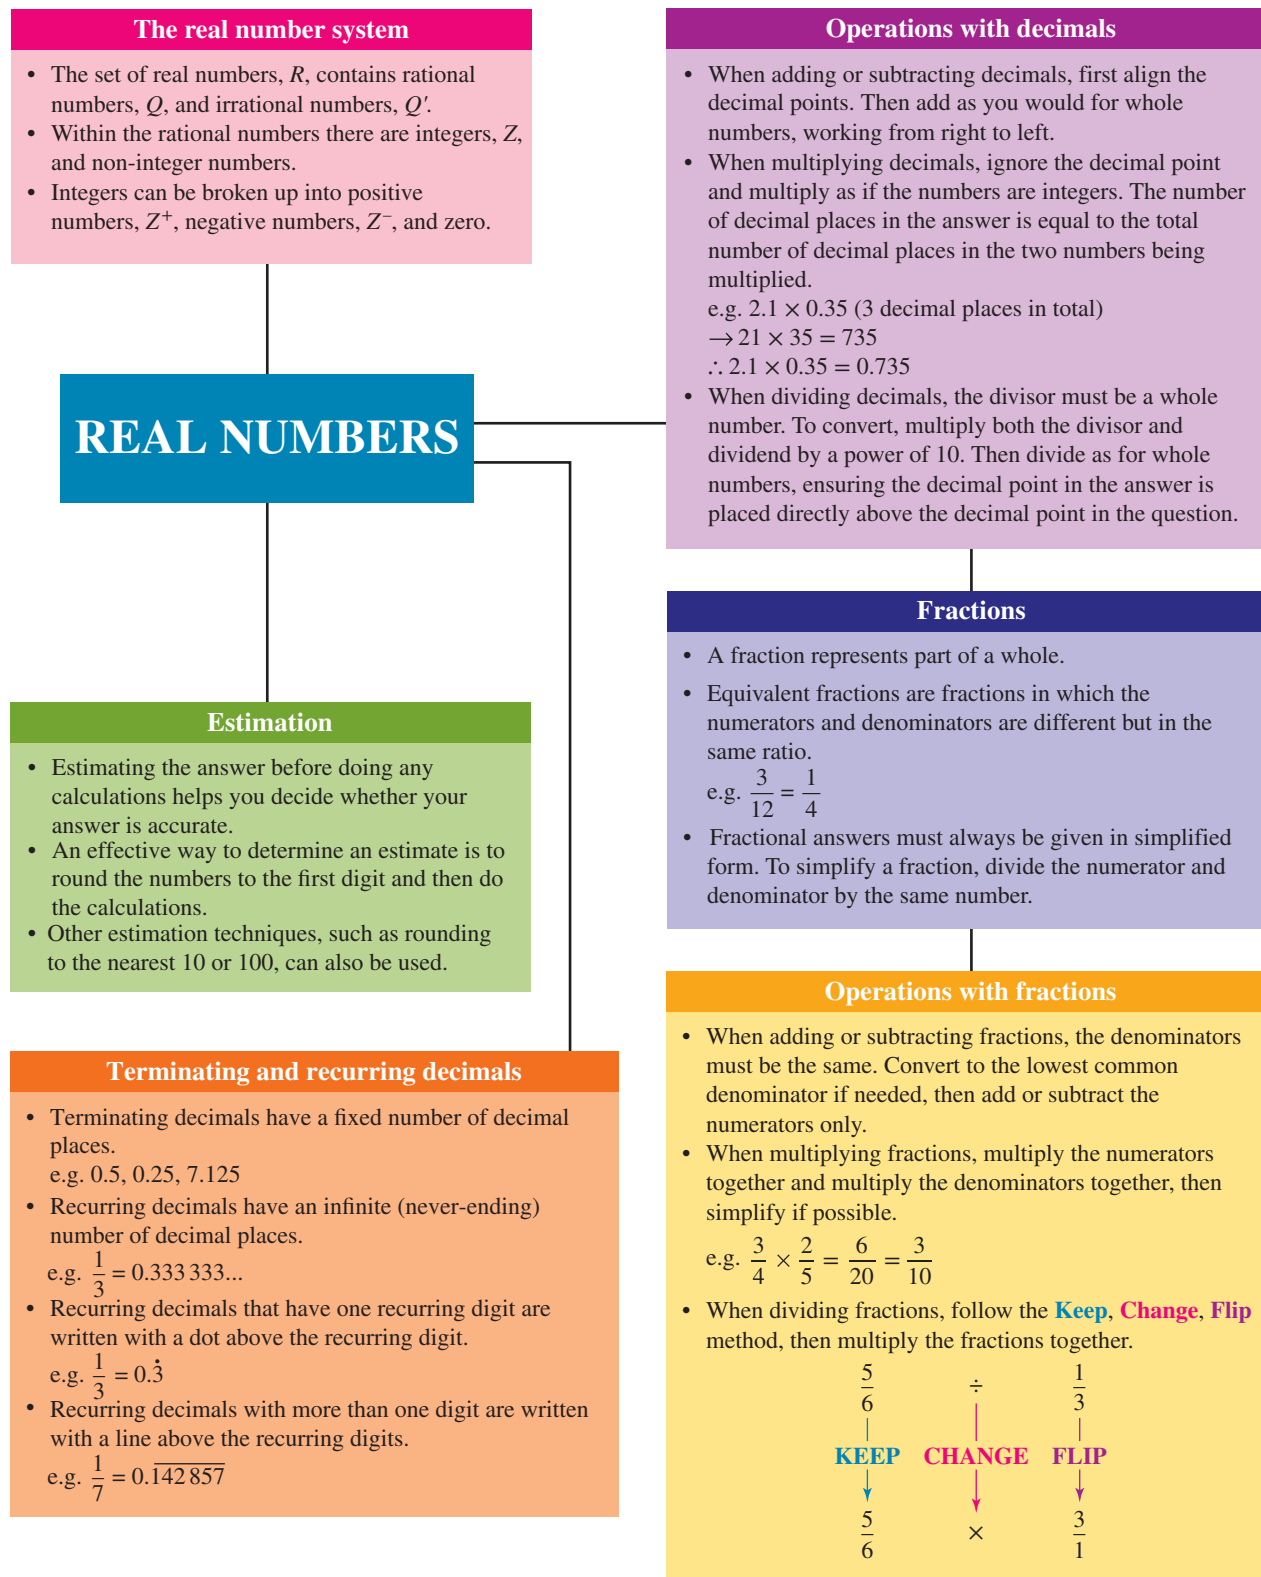 The real number system
• The set of real numbers, R, contains rational
numbers, Q, and irrational numbers, Q′.
• Within the rational numbers there are integers, Z,
and non-integer numbers.
• Integers can be broken up into positive
numbers, Z⁺, negative numbers, Z⁻, and zero.
REAL NUMBERS
Estimation
• Estimating the answer before doing any
calculations helps you decide whether your
answer is accurate.
• An effective way to determine an estimate is to
round the numbers to the first digit and then do
the calculations.
• Other estimation techniques, such as rounding
to the nearest 10 or 100, can also be used.
Terminating and recurring decimals
• Terminating decimals have a fixed number of decimal
places.
e.g. 0.5, 0.25, 7.125
• Recurring decimals have an infinite (never-ending)
number of decimal places.
e.g. 1/3 = 0.333 333...
• Recurring decimals that have one recurring digit are
written with a dot above the recurring digit.
e.g. 1/3 = 0.3̇
• Recurring decimals with more than one digit are written
with a line above the recurring digits.
e.g. 1/7 = 0.1̅4̅2̅ ̅8̅5̅7̅
Operations with decimals
• When adding or subtracting decimals, first align the
decimal points. Then add as you would for whole
numbers, working from right to left.
• When multiplying decimals, ignore the decimal point
and multiply as if the numbers are integers. The number
of decimal places in the answer is equal to the total
number of decimal places in the two numbers being
multiplied.
e.g. 2.1 × 0.35 (3 decimal places in total)
→ 21 × 35 = 735
∴ 2.1 × 0.35 = 0.735
• When dividing decimals, the divisor must be a whole
number. To convert, multiply both the divisor and
dividend by a power of 10. Then divide as for whole
numbers, ensuring the decimal point in the answer is
placed directly above the decimal point in the question.
Fractions
• A fraction represents part of a whole.
• Equivalent fractions are fractions in which the
numerators and denominators are different but in the
same ratio.
e.g. 3/12 = 1/4
• Fractional answers must always be given in simplified
form. To simplify a fraction, divide the numerator and
denominator by the same number.
Operations with fractions
• When adding or subtracting fractions, the denominators
must be the same. Convert to the lowest common
denominator if needed, then add or subtract the
numerators only.
• When multiplying fractions, multiply the numerators
together and multiply the denominators together, then
simplify if possible.
e.g. 3/4 × 2/5 = 6/20 = 3/10
• When dividing fractions, follow the Keep, Change, Flip
method, then multiply the fractions together.
5/6 ÷ 1/3
KEEP CHANGE FLIP
5/6 × 3/1